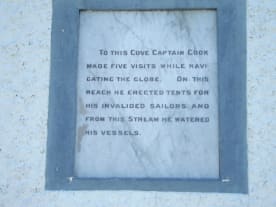 TO THIS COVE CAPTAIN COOK
MADE FIVE VISITS WHILE NAVI
GATING THE GLOBE. ON THIS
BEACH HE ERECTED TENTS FOR
HIS INVALIDED SAILORS AND
FROM THIS STREAM HE WATERED
HIS VESSELS.